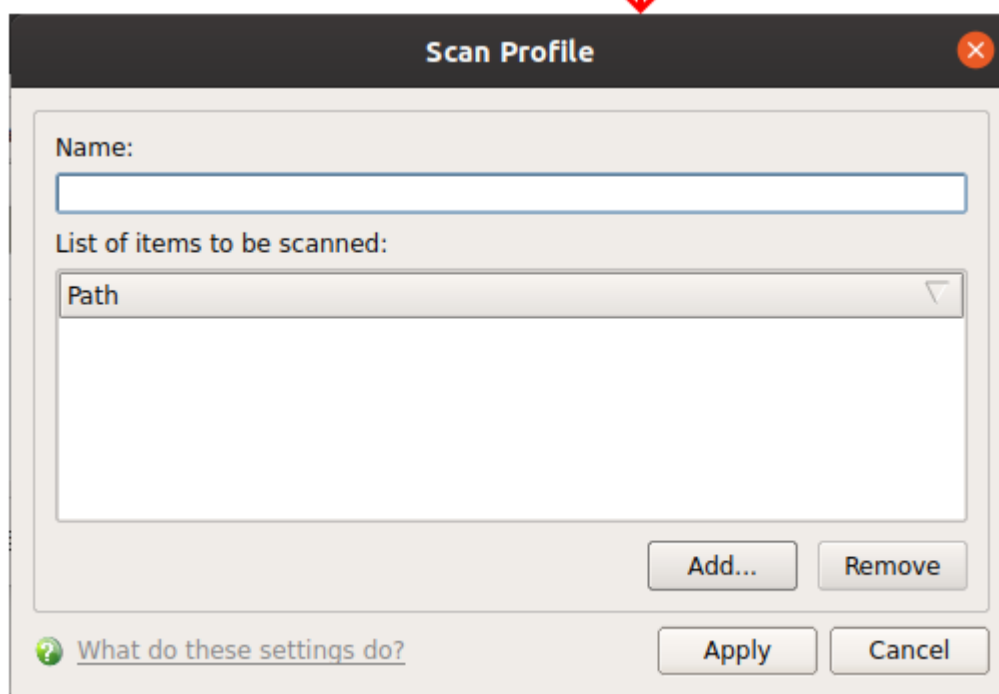 Scan Profile
Name:
List of items to be scanned:
Path
Add... Remove
What do these settings do? Apply Cancel